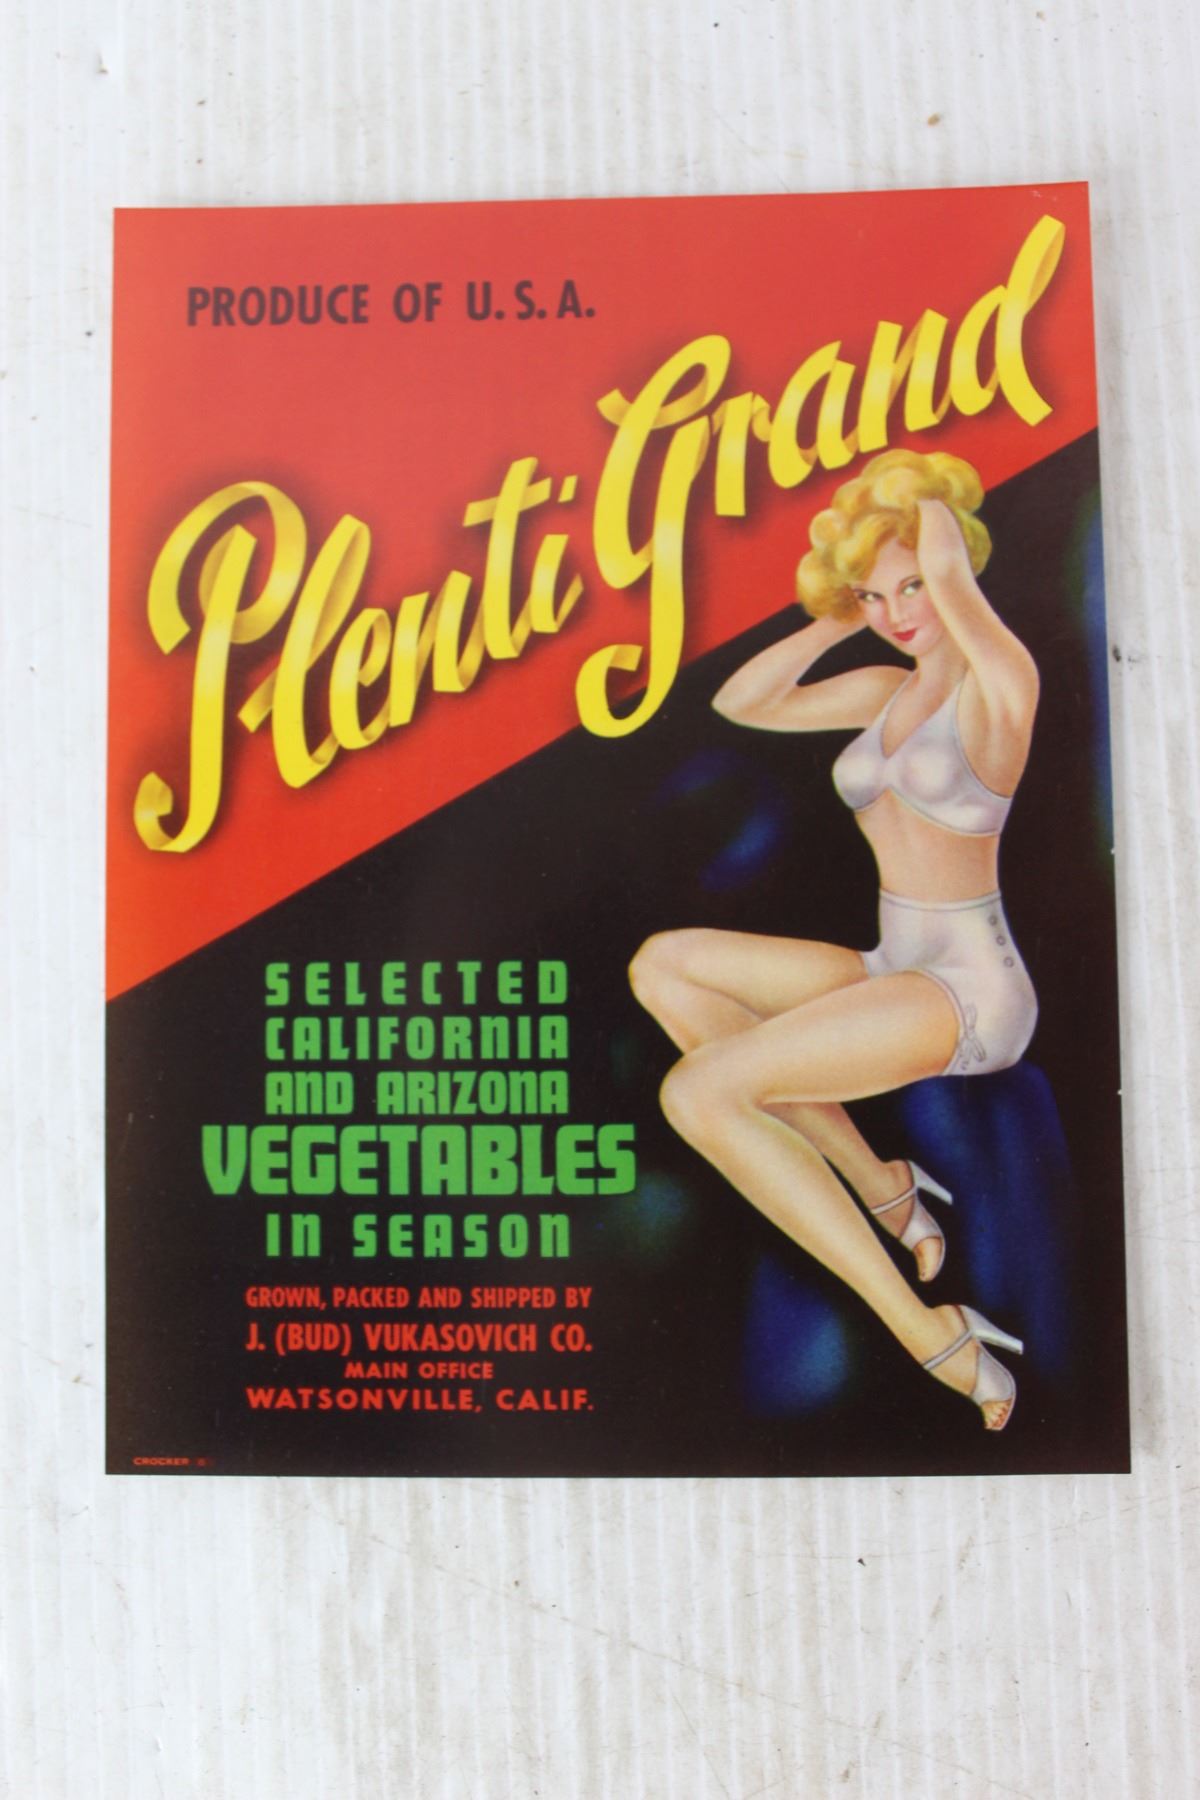 PRODUCE OF U.S.A.
Plenti Grand
SELECTED
CALIFORNIA
AND ARIZONA
VEGETABLES
IN SEASON
GROWN, PACKED AND SHIPPED BY
J. (BUD) VUKASOVICH CO.
MAIN OFFICE
WATSONVILLE, CALIF.
CROCKER